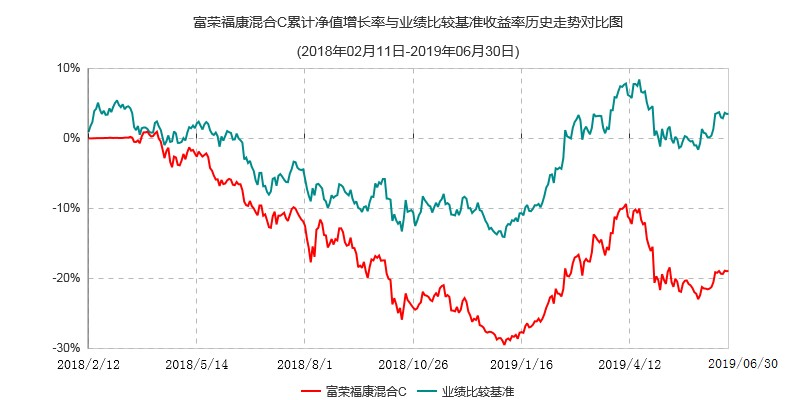 富荣福康混合C累计净值增长率与业绩比较基准收益率历史走势对比图
(2018年02月11日-2019年06月30日)
10%
0%
-10%
-20%
-30%
2018/2/12 2018/5/14 2018/8/1 2018/10/26 2019/1/16 2019/4/12 2019/06/30
富荣福康混合C 业绩比较基准